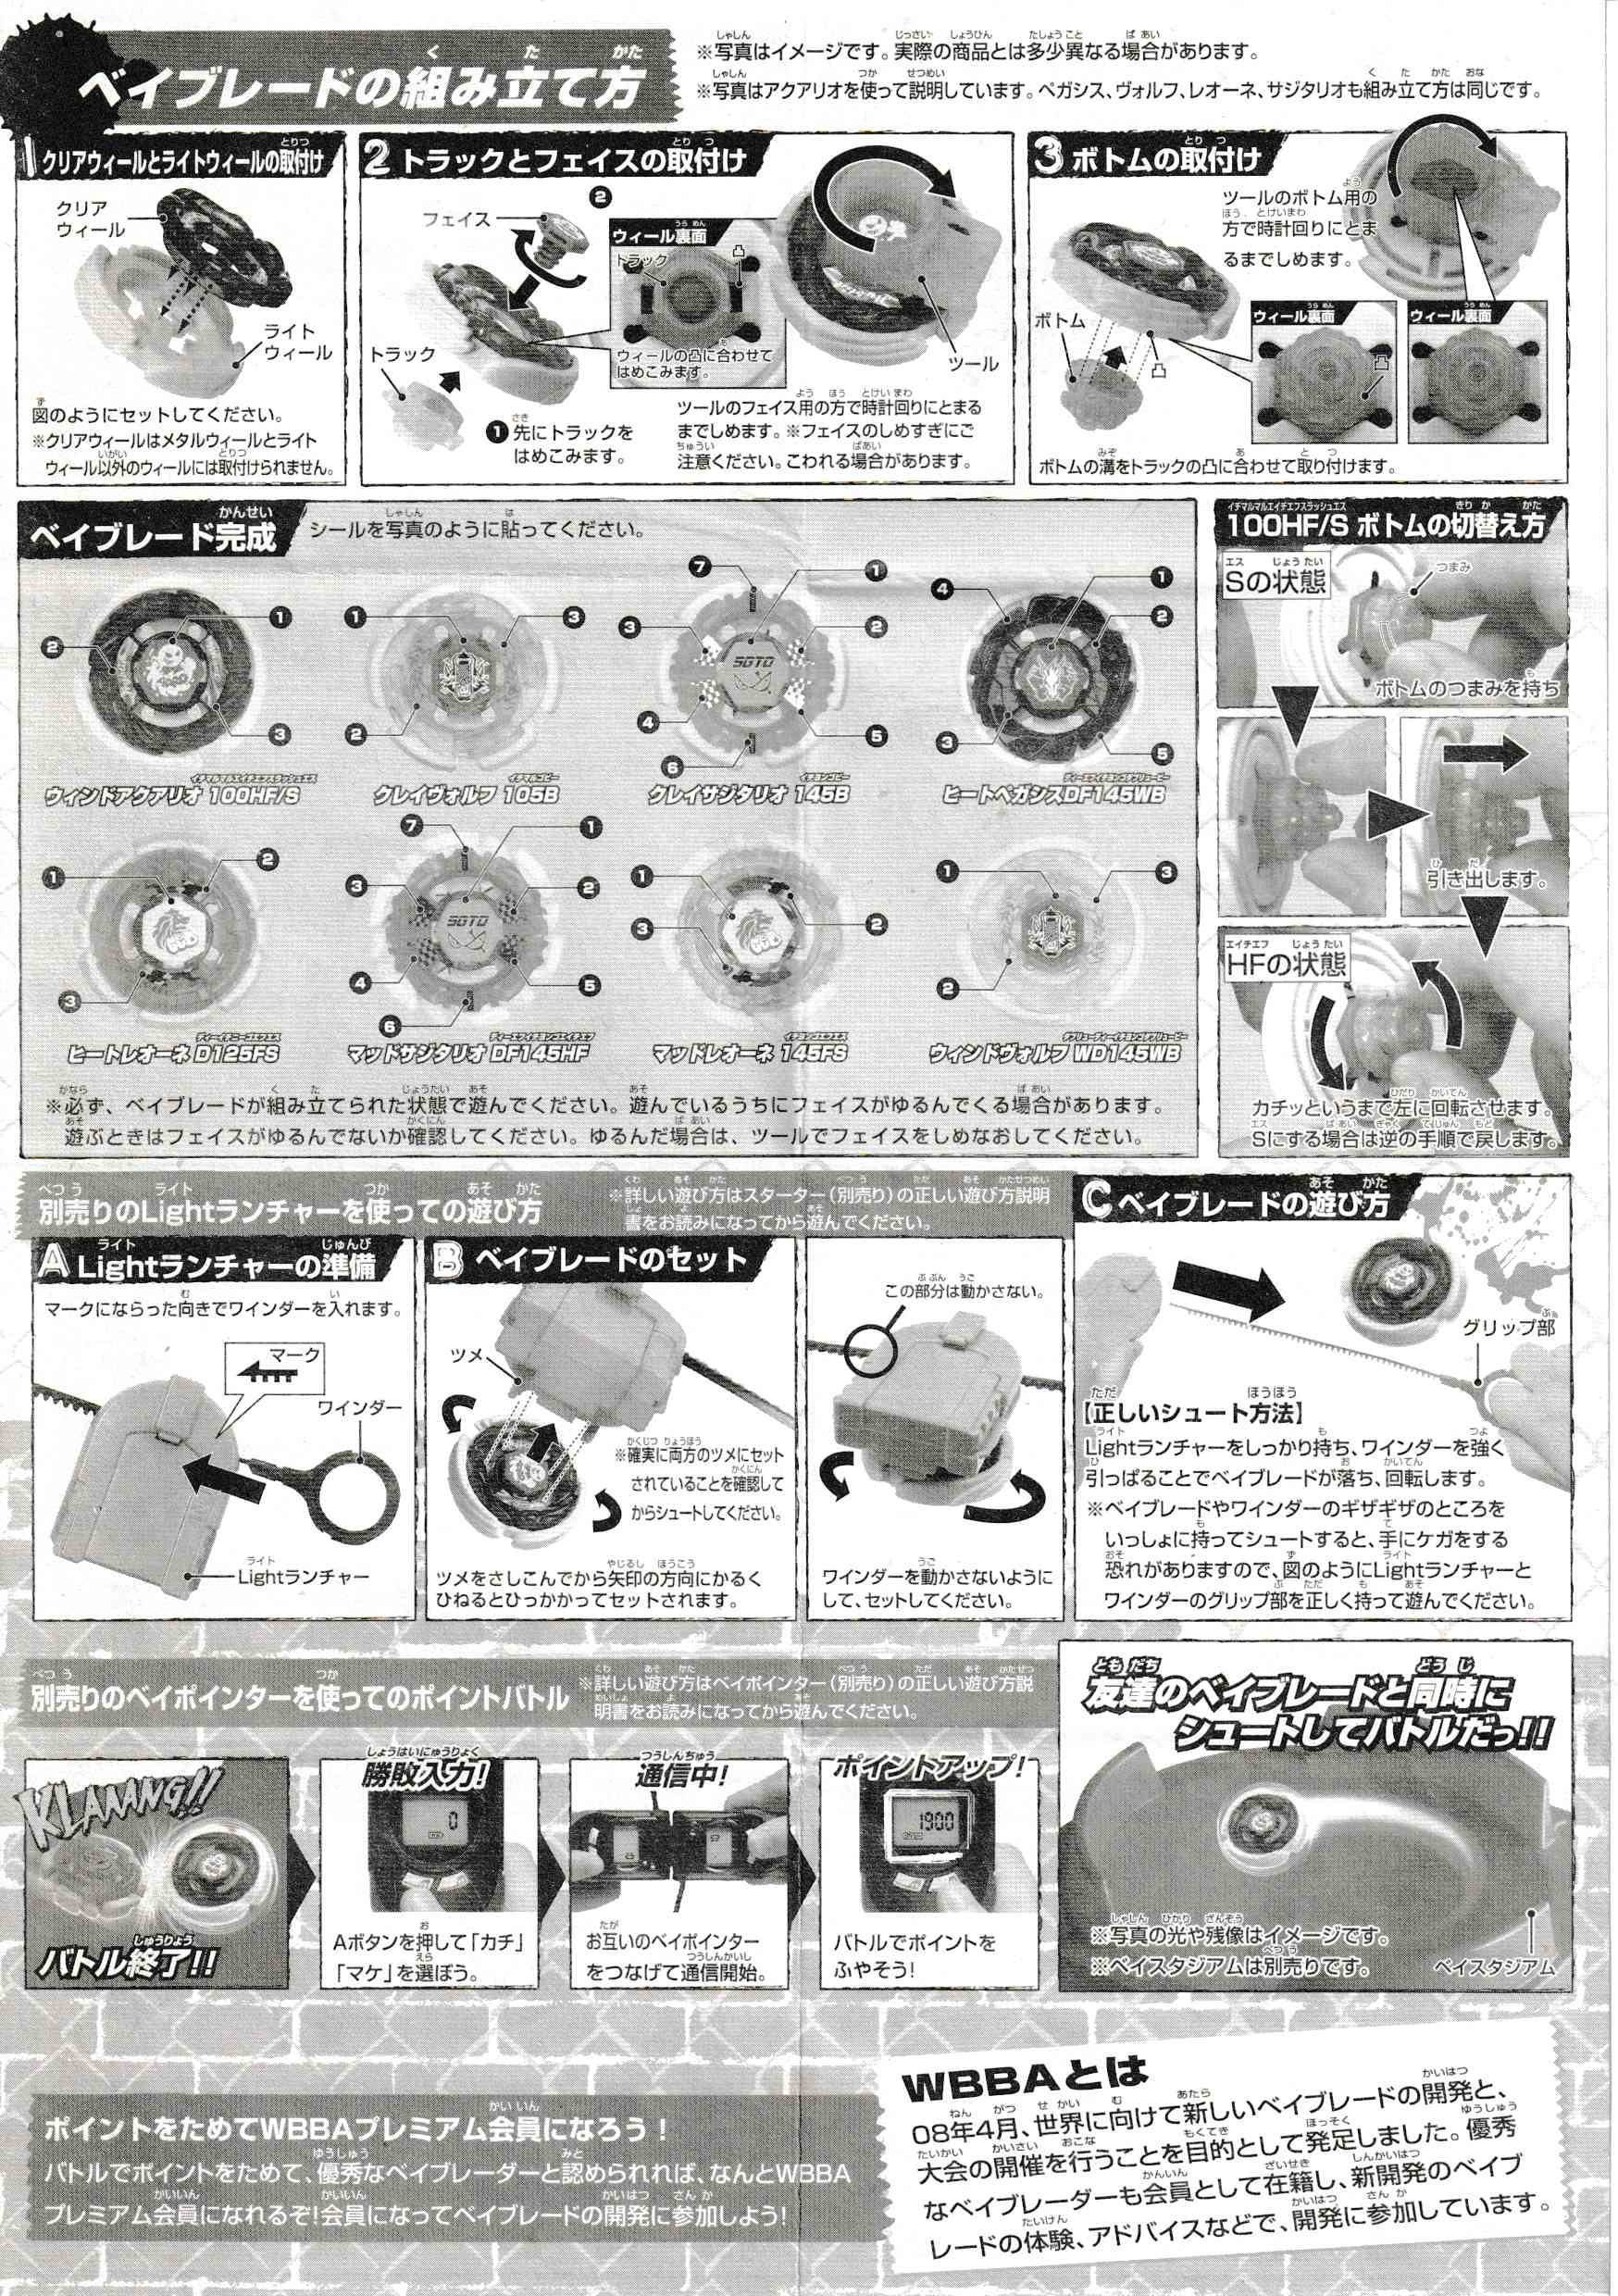 ベイブレードの組み立て方
※写真はイメージです。実際の商品とは多少異なる場合があります。
※写真はアクアリオを使って説明しています。ペガシス、ヴォルフ、レオーネ、サジタリオも組み立て方は同じです。
1 クリアウィールとライトウィールの取付け
クリア
ウィール
ライト
ウィール
図のようにセットしてください。
※クリアウィールはメタルウィールとライト
ウィール以外のウィールには取付けられません。
2 トラックとフェイスの取付け
フェイス
❷
ウィール裏面
トラック
凸
ウィールの凸に合わせて
はめこみます。
トラック
ツール
❶先にトラックを
はめこみます。
ツールのフェイス用の方で時計回りにとまる
までしめます。※フェイスのしめすぎにご
注意ください。こわれる場合があります。
3 ボトムの取付け
ツールのボトム用の
方で時計回りにとま
るまでしめます。
ボトム
凸
ウィール裏面
凸
ウィール裏面
ボトムの溝をトラックの凸に合わせて取り付けます。
ベイブレード完成
シールを写真のように貼ってください。
ウィンドアクアリオ 100HF/S
クレイヴォルフ 105B
クレイサジタリオ 145B
ヒートペガシスDF145WB
ヒートレオーネ D125FS
マッドサジタリオ DF145HF
マッドレオーネ 145FS
ウィンドヴォルフ WD145WB
※必ず、ベイブレードが組み立てられた状態で遊んでください。遊んでいるうちにフェイスがゆるんでくる場合があります。
遊ぶときはフェイスがゆるんでないか確認してください。ゆるんだ場合は、ツールでフェイスをしめなおしてください。
100HF/S ボトムの切替え方
Sの状態
つまみ
ボトムのつまみを持ち
引き出します。
HFの状態
カチッというまで左に回転させます。
Sにする場合は逆の手順で戻します。
別売りのLightランチャーを使っての遊び方
※詳しい遊び方はスターター(別売り)の正しい遊び方説明
書をお読みになってから遊んでください。
A Lightランチャーの準備
マークにならった向きでワインダーを入れます。
マーク
ワインダー
Lightランチャー
B ベイブレードのセット
ツメ
※確実に両方のツメにセット
されていることを確認して
からシュートしてください。
ツメをさしこんでから矢印の方向にかるく
ひねるとひっかかってセットされます。
この部分は動かさない。
ワインダーを動かさないように
して、セットしてください。
C ベイブレードの遊び方
グリップ部
【正しいシュート方法】
Lightランチャーをしっかり持ち、ワインダーを強く
引っぱることでベイブレードが落ち、回転します。
※ベイブレードやワインダーのギザギザのところを
いっしょに持ってシュートすると、手にケガをする
恐れがありますので、図のようにLightランチャーと
ワインダーのグリップ部を正しく持って遊んでください。
別売りのベイポインターを使ってのポイントバトル
※詳しい遊び方はベイポインター(別売り)の正しい遊び方説
明書をお読みになってから遊んでください。
KLAAANG!!
バトル終了!!
勝敗入力!
0
Aボタンを押して「カチ」
「マケ」を選ぼう。
通信中!
お互いのベイポインター
をつなげて通信開始。
ポイントアップ!
1900
バトルでポイントを
ふやそう!
友達のベイブレードと同時に
シュートしてバトルだっ!!
※写真の光や残像はイメージです。
※ベイスタジアムは別売りです。
ベイスタジアム
ポイントをためてWBBAプレミアム会員になろう!
バトルでポイントをためて、優秀なベイブレーダーと認められれば、なんとWBBA
プレミアム会員になれるぞ!会員になってベイブレードの開発に参加しよう!
WBBAとは
08年4月、世界に向けて新しいベイブレードの開発と、
大会の開催を行うことを目的として発足しました。優秀
なベイブレーダーも会員として在籍し、新開発のベイブ
レードの体験、アドバイスなどで、開発に参加しています。